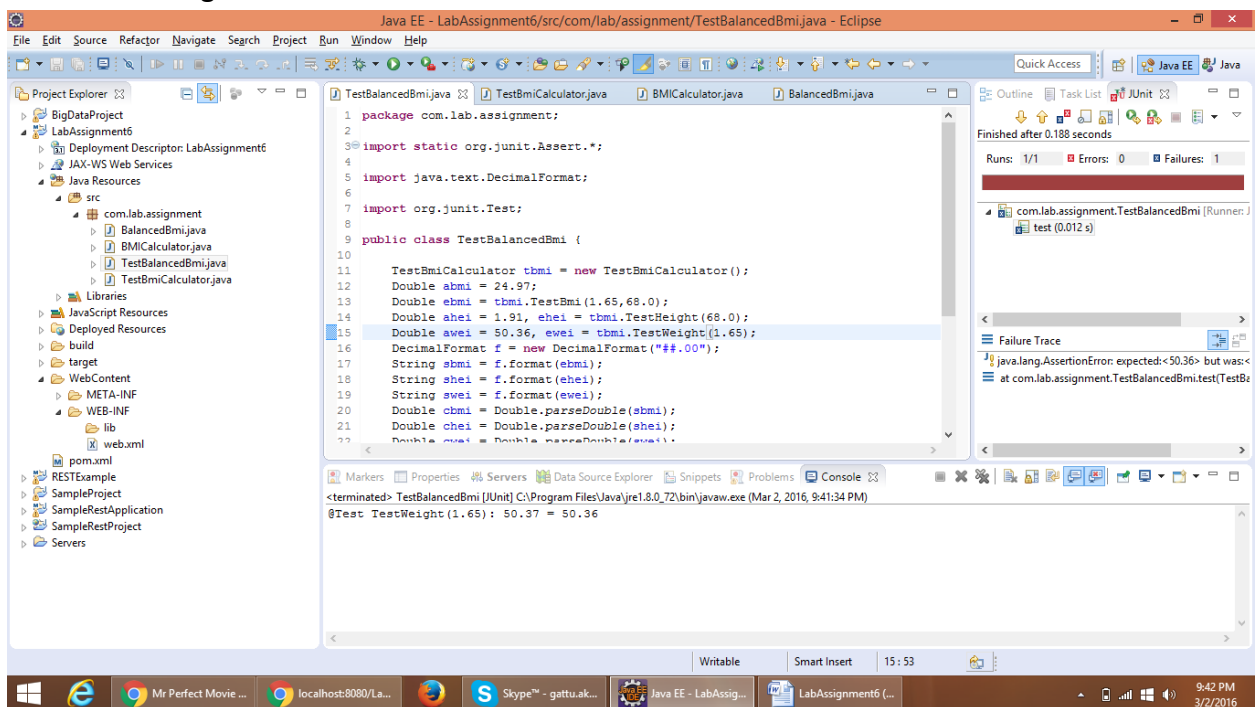 Java EE - LabAssignment6/src/com/lab/assignment/TestBalancedBmi.java - Eclipse
File Edit Source Refactor Navigate Search Project Run Window Help
Quick Access Java EE Java
Project Explorer
BigDataProject
LabAssignment6
Deployment Descriptor: LabAssignment6
JAX-WS Web Services
Java Resources
src
com.lab.assignment
BalancedBmi.java
BMICalculator.java
TestBalancedBmi.java
TestBmiCalculator.java
Libraries
JavaScript Resources
Deployed Resources
build
target
WebContent
META-INF
WEB-INF
lib
web.xml
pom.xml
RESTExample
SampleProject
SampleRestApplication
SampleRestProject
Servers
TestBalancedBmi.java TestBmiCalculator.java BMICalculator.java BalancedBmi.java
1 package com.lab.assignment;
2
3 import static org.junit.Assert.*;
4
5 import java.text.DecimalFormat;
6
7 import org.junit.Test;
8
9 public class TestBalancedBmi {
10
11 TestBmiCalculator tbmi = new TestBmiCalculator();
12 Double abmi = 24.97;
13 Double ebmi = tbmi.TestBmi(1.65,68.0);
14 Double ahei = 1.91, ehei = tbmi.TestHeight(68.0);
15 Double awei = 50.36, ewei = tbmi.TestWeight(1.65);
16 DecimalFormat f = new DecimalFormat("##.00");
17 String sbmi = f.format(ebmi);
18 String shei = f.format(ehei);
19 String swei = f.format(ewei);
20 Double cbmi = Double.parseDouble(sbmi);
21 Double chei = Double.parseDouble(shei);
22 Double cwei = Double.parseDouble(swei);
Outline Task List JUnit
Finished after 0.188 seconds
Runs: 1/1 Errors: 0 Failures: 1
com.lab.assignment.TestBalancedBmi [Runner: J
test (0.012 s)
Failure Trace
java.lang.AssertionError: expected:<50.36> but was:<
at com.lab.assignment.TestBalancedBmi.test(TestBa
Markers Properties Servers Data Source Explorer Snippets Problems Console
<terminated> TestBalancedBmi [JUnit] C:\Program Files\Java\jre1.8.0_72\bin\javaw.exe (Mar 2, 2016, 9:41:34 PM)
@Test TestWeight(1.65): 50.37 = 50.36
Writable Smart Insert 15 : 53
Mr Perfect Movie ... localhost:8080/La... Skype™ - gattu.ak... Java EE - LabAssig... LabAssignment6 (...
9:42 PM
3/2/2016